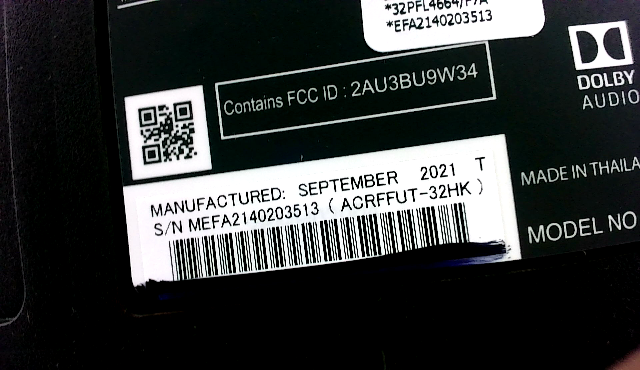 *32PFL4664/F7A
*EFA2140203513
Contains FCC ID : 2AU3BU9W34
DOLBY
AUDIO
MANUFACTURED: SEPTEMBER 2021 T
S/N MEFA2140203513 ( ACRFFUT-32HK )
MADE IN THAILA
MODEL NO